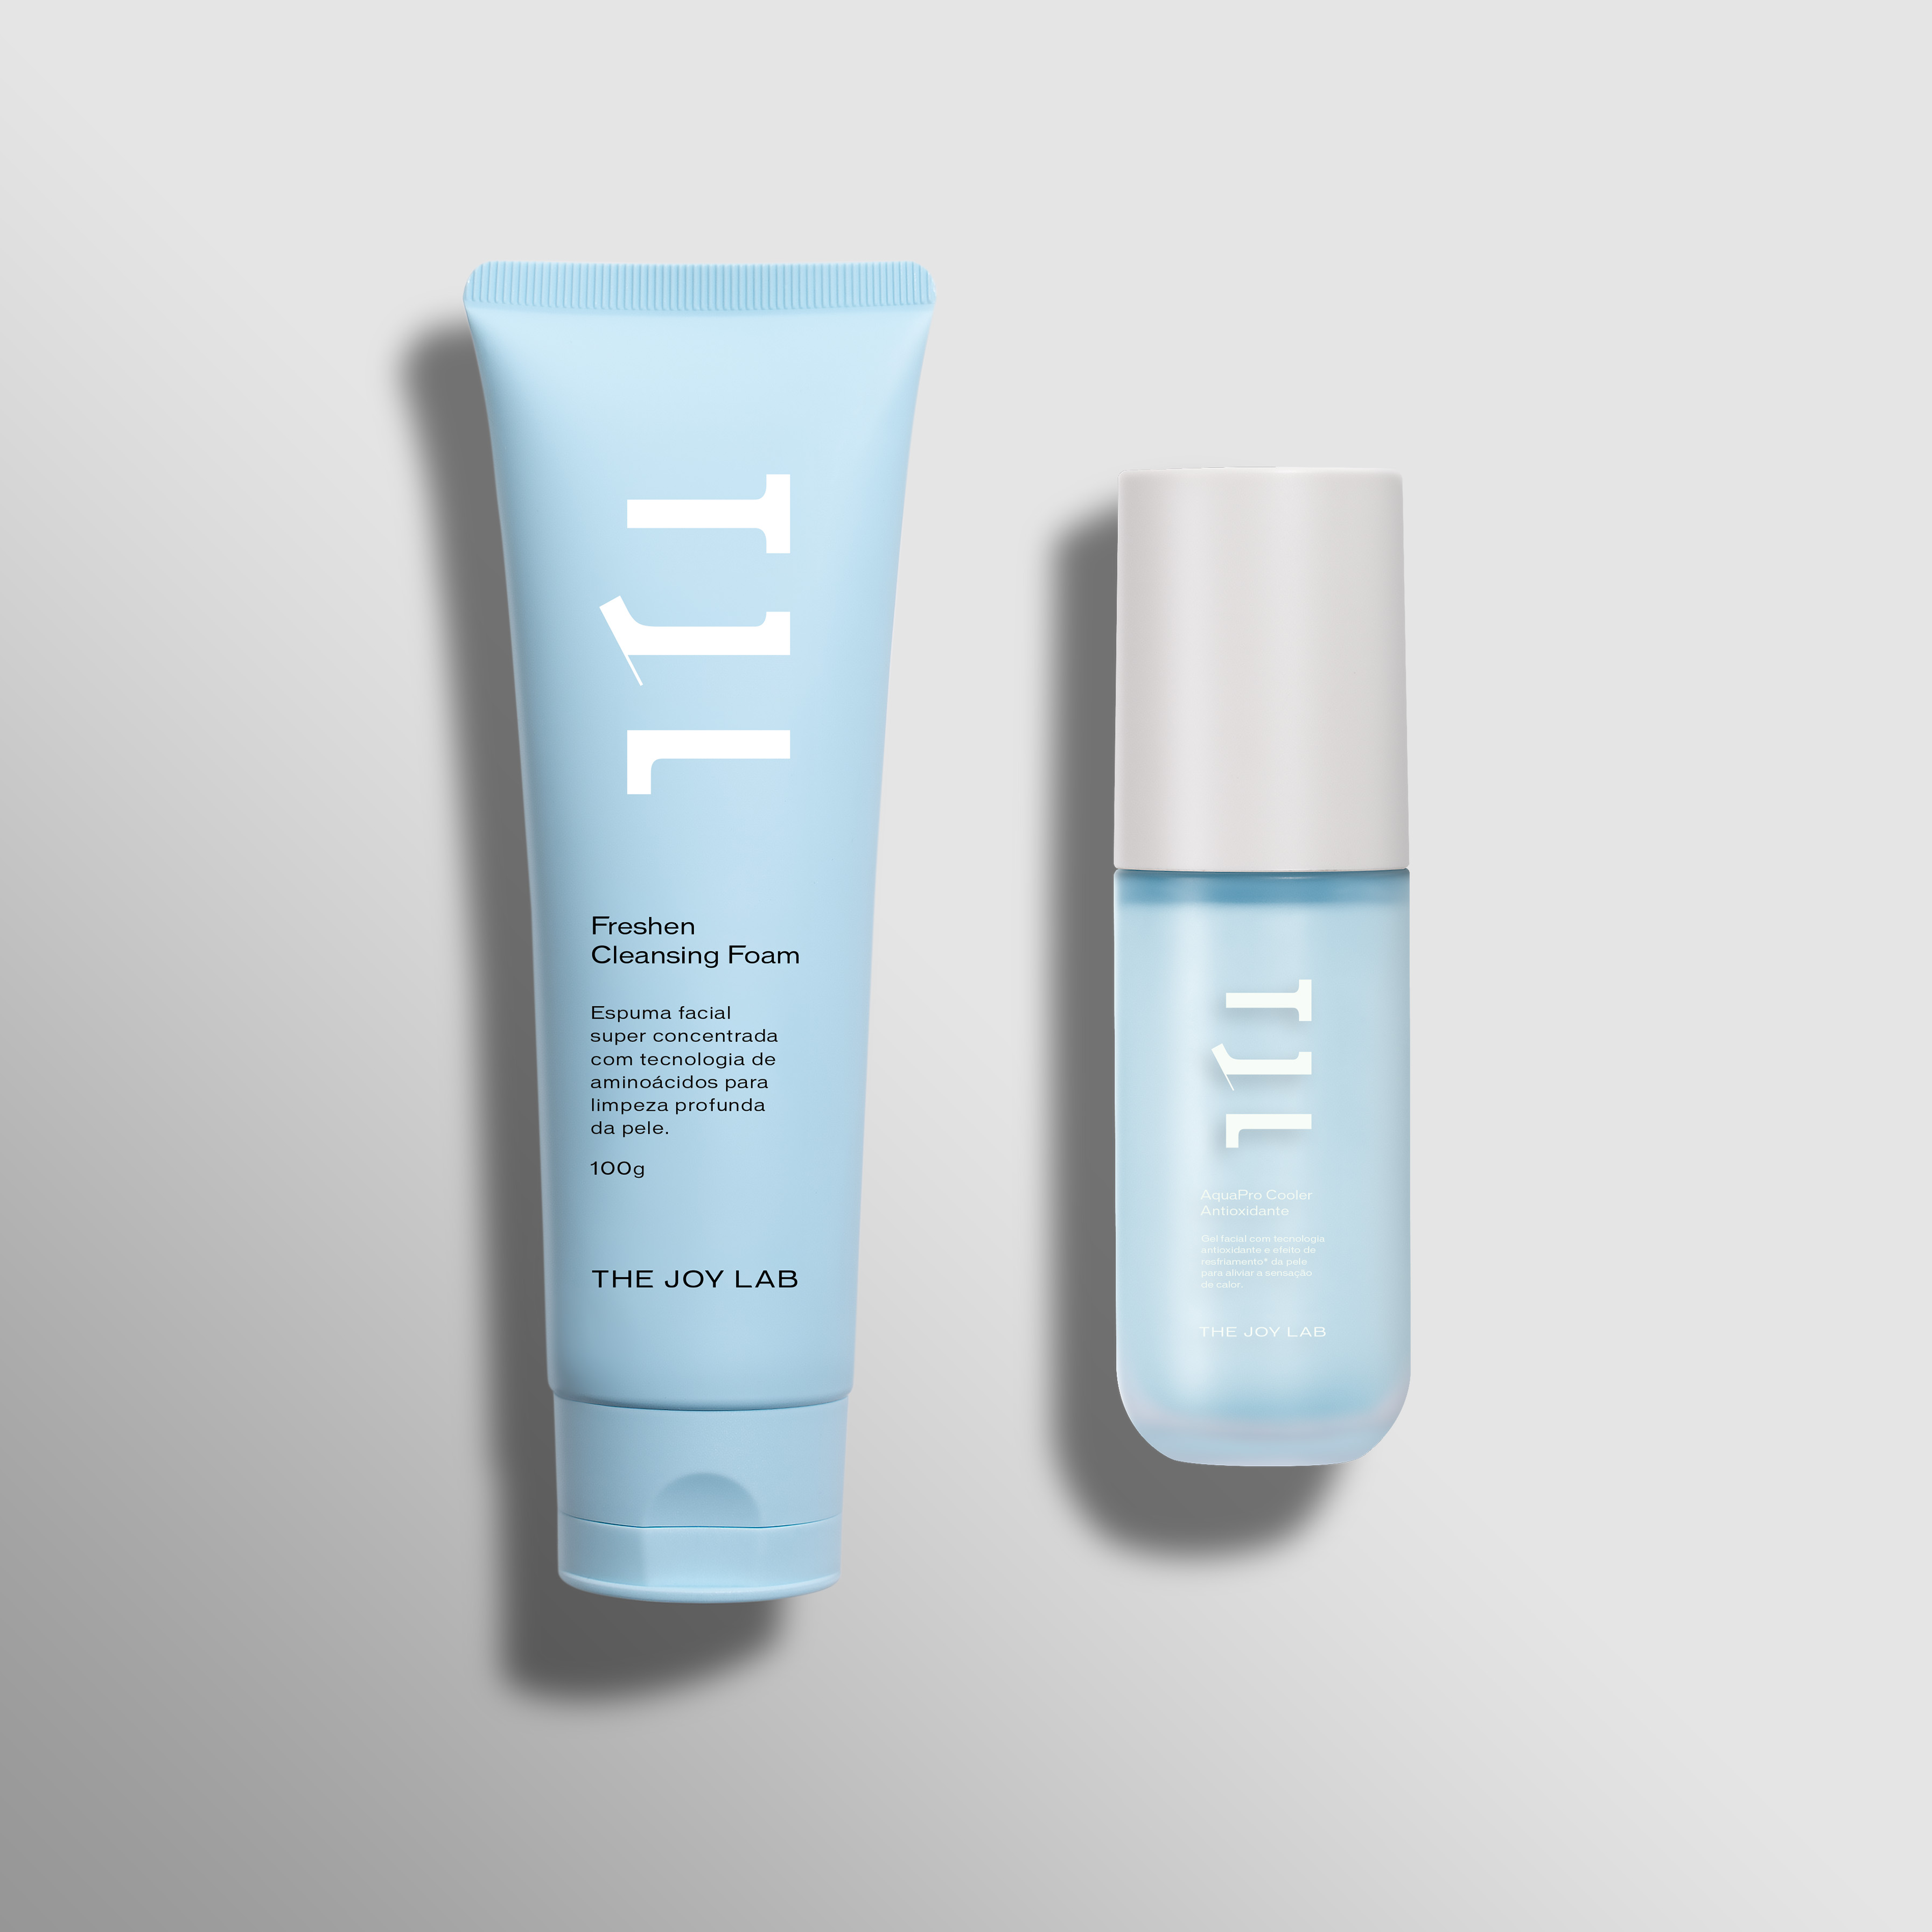 TJL
Freshen
Cleansing Foam
Espuma facial
super concentrada
com tecnologia de
aminoácidos para
limpeza profunda
da pele.
100g
THE JOY LAB
TJL
AquaPro Cooler
Antioxidante
Gel facial com tecnologia
antioxidante e efeito de
resfriamento* da pele
para aliviar a sensação
de calor.
THE JOY LAB